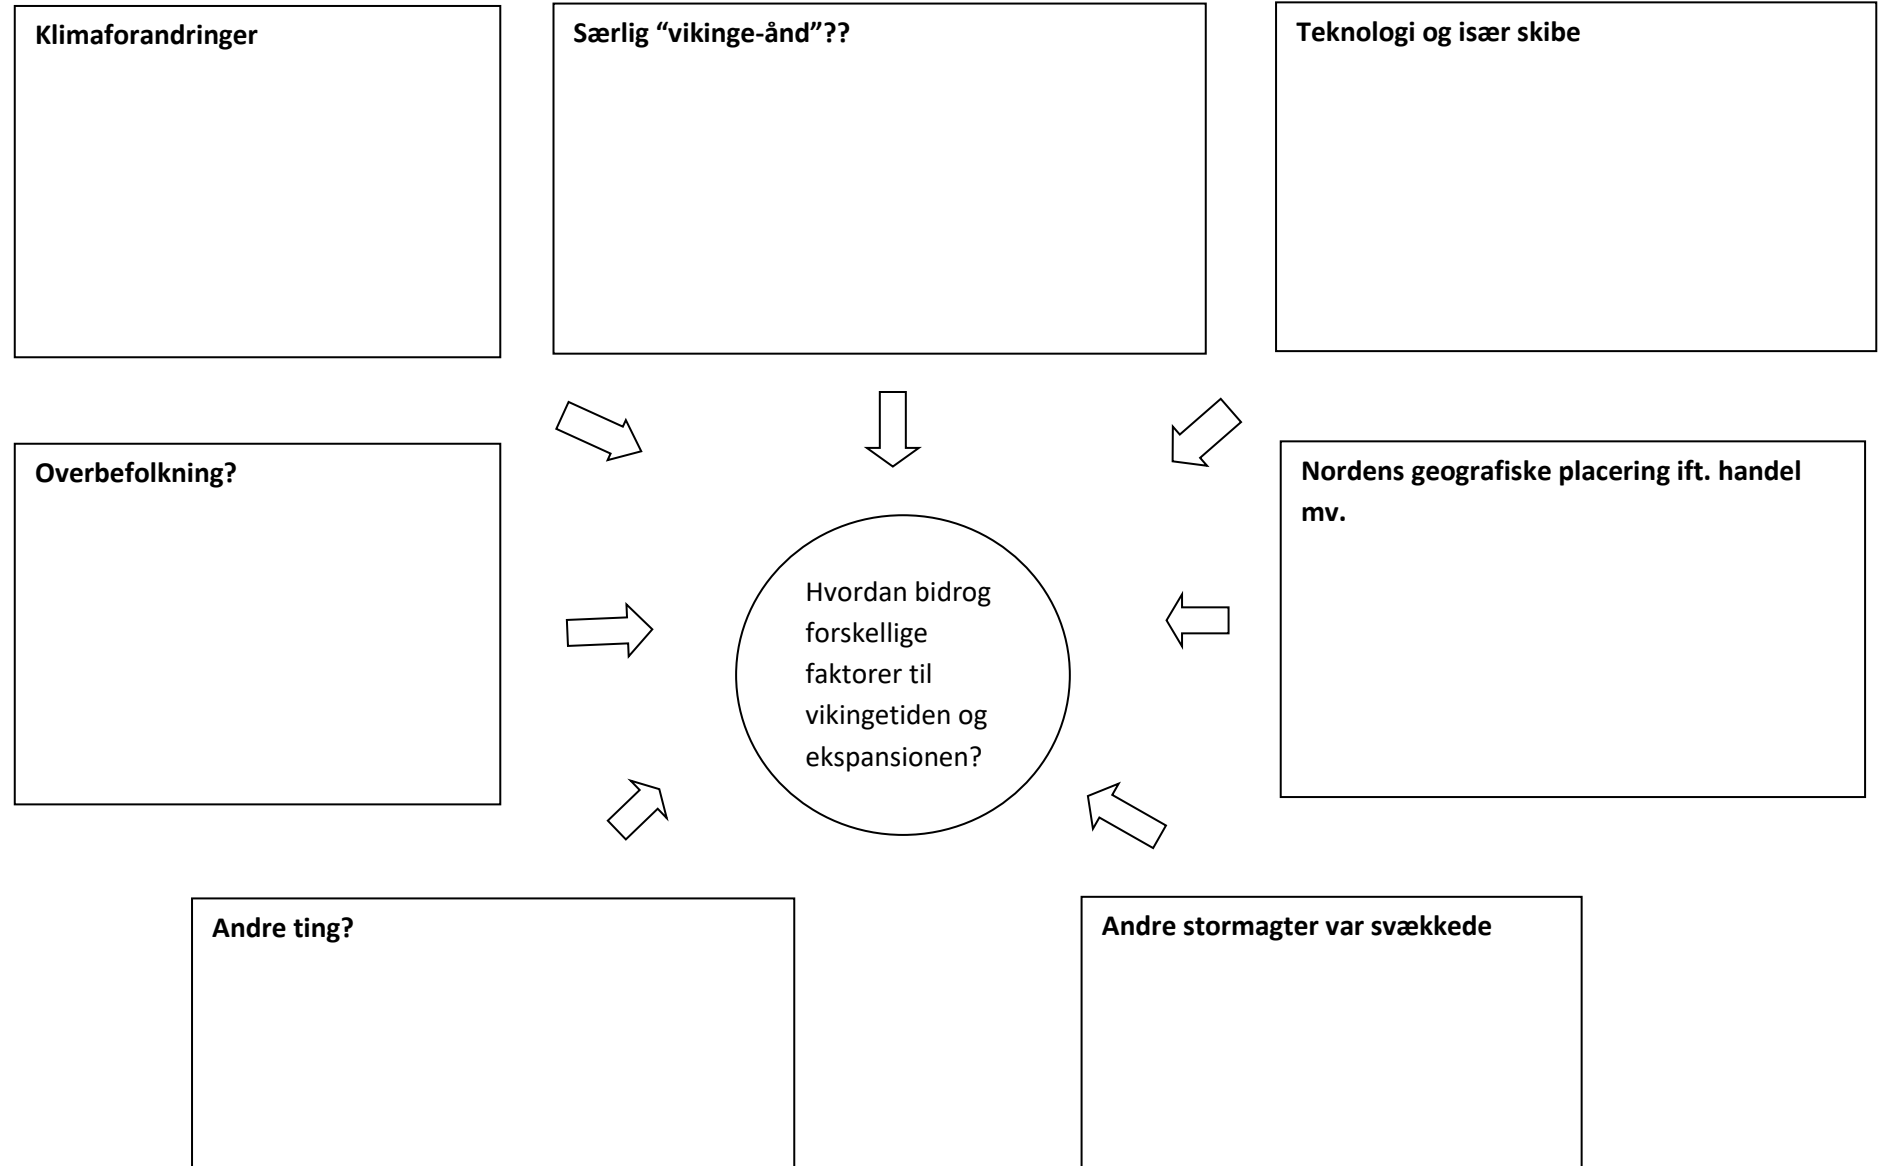 Klimaforandringer
Særlig “vikinge-ånd”??
Teknologi og især skibe
Overbefolkning?
Nordens geografiske placering ift. handel
mv.
Hvordan bidrog
forskellige
faktorer til
vikingetiden og
ekspansionen?
Andre ting?
Andre stormagter var svækkede